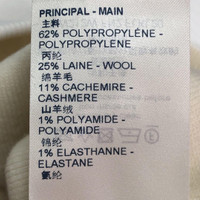 PRINCIPAL - MAIN
主料
62% POLYPROPYLÈNE -
POLYPROPYLENE
丙纶
25% LAINE - WOOL
绵羊毛
11% CACHEMIRE -
CASHMERE
山羊绒
1% POLYAMIDE -
POLYAMIDE
锦纶
1% ELASTHANNE -
ELASTANE
氨纶